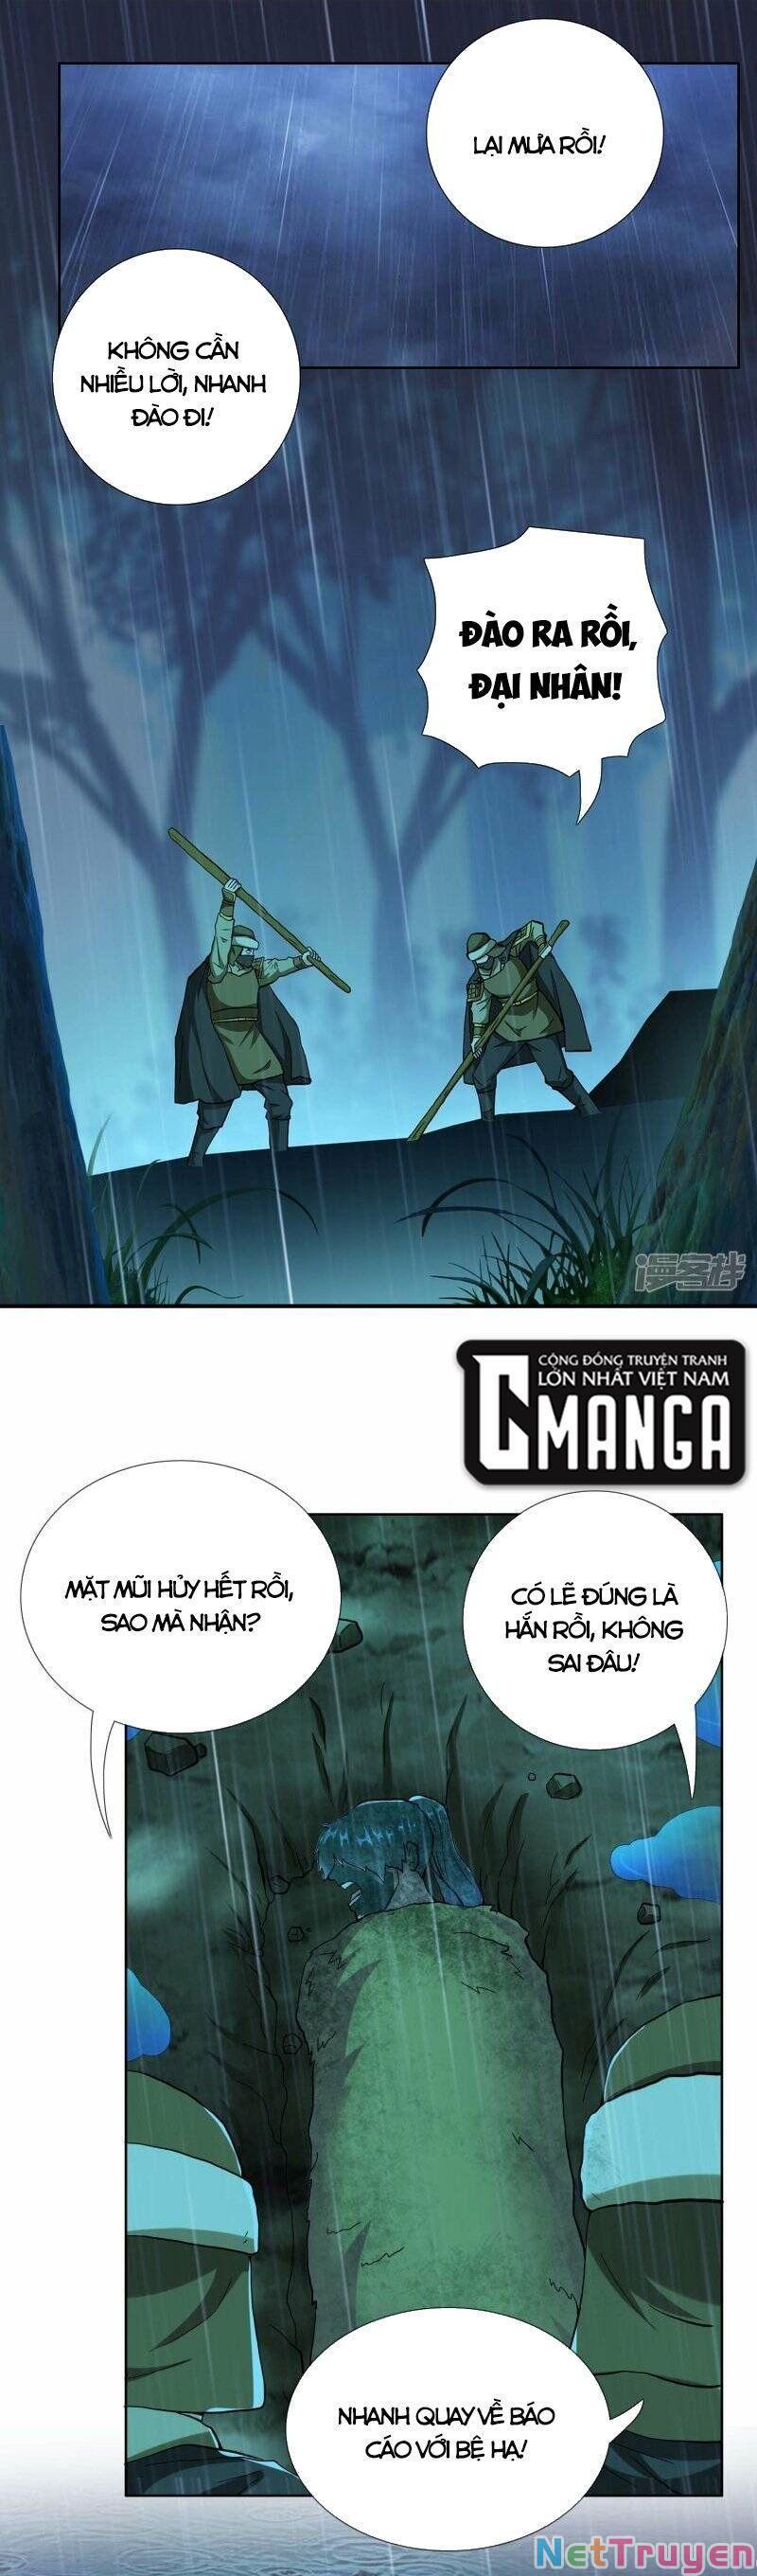 LẠI MƯA RỒI!
KHÔNG CẦN
NHIỀU LỜI, NHANH
ĐÀO ĐI!
ĐÀO RA RỒI,
ĐẠI NHÂN!
漫客栈
CỘNG ĐỒNG TRUYỆN TRANH
LỚN NHẤT VIỆT NAM
CMANGA
MẶT MŨI HỦY HẾT RỒI,
SAO MÀ NHẬN?
CÓ LẼ ĐÚNG LÀ
HẮN RỒI, KHÔNG
SAI ĐÂU!
NHANH QUAY VỀ BÁO
CÁO VỚI BỆ HẠ!
NetTruyen